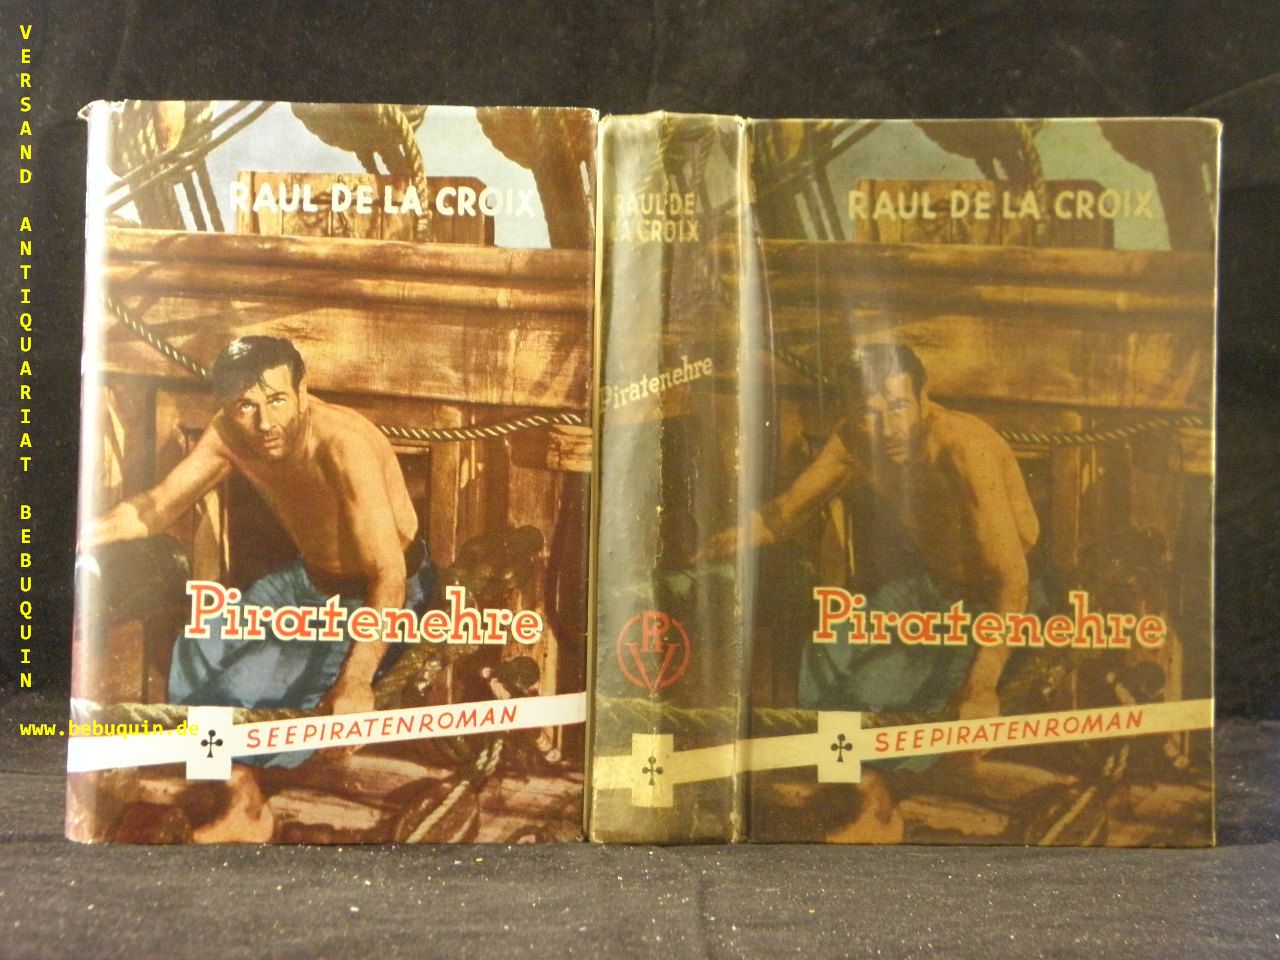 VERSAND ANTIQUARIAT BEBUQUIN
www.bebuquin.de
RAUL DE LA CROIX
Piratenehre
SEEPIRATENROMAN
RAUL DE
LA CROIX
Piratenehre
RVV
RAUL DE LA CROIX
Piratenehre
SEEPIRATENROMAN